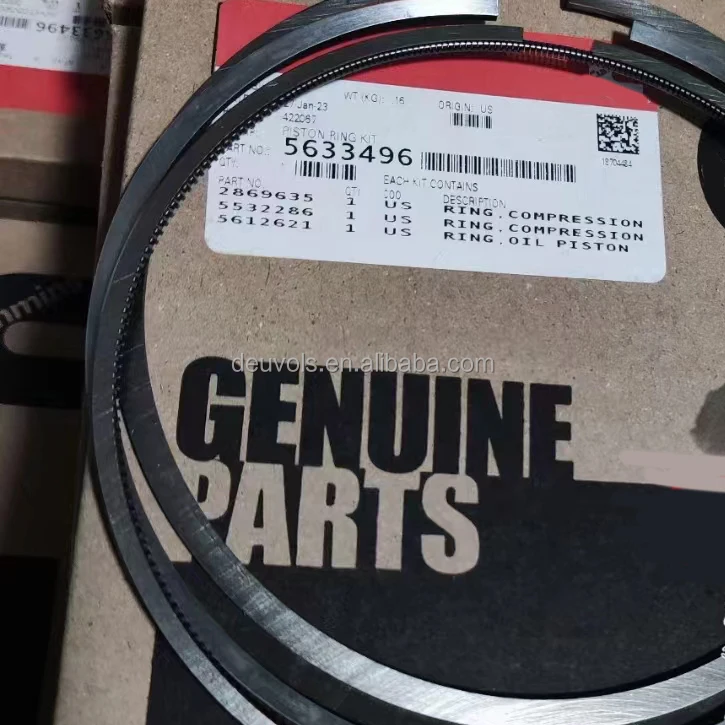 5633496
/Jan-23 WT (KG): .16 ORIGIN: US
422067
PISTON RING KIT
PART NO.: 5633496
QTY.
18704484
EACH KIT CONTAINS
PART NO. QTY COO DESCRIPTION
2869635 1 US RING,COMPRESSION
5532286 1 US RING,COMPRESSION
5612621 1 US RING,OIL PISTON
deuvols.en.alibaba.com
GENUINE
PARTS